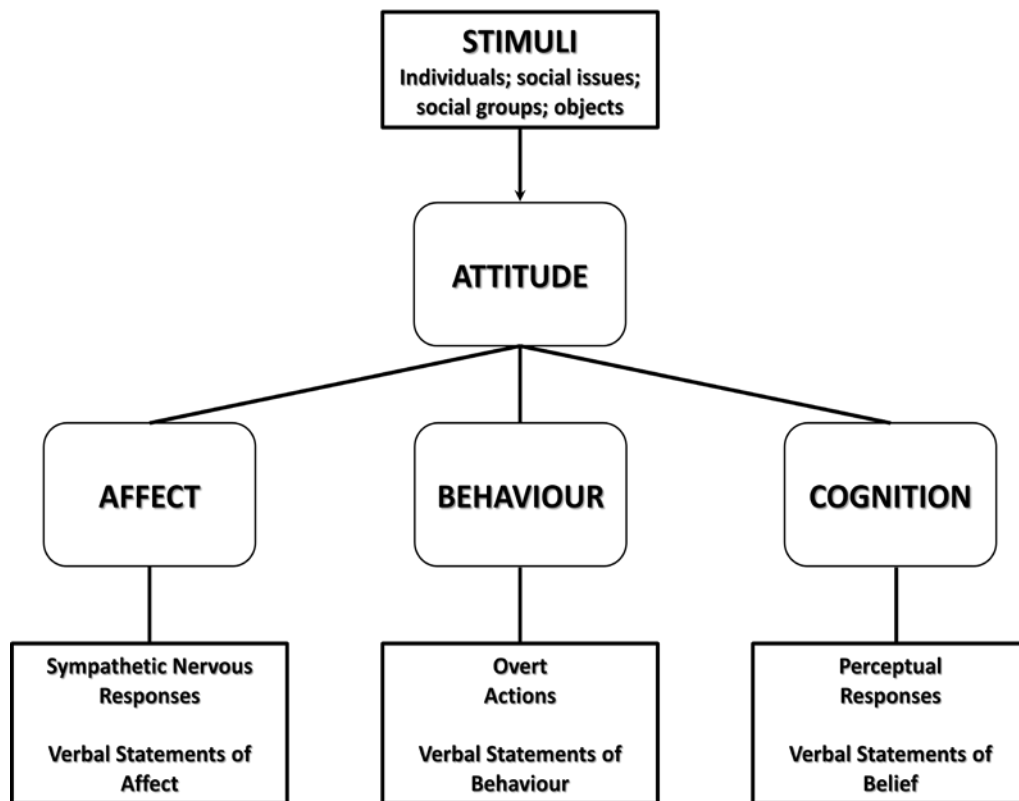 STIMULI
Individuals; social issues;
social groups; objects
ATTITUDE
AFFECT
BEHAVIOUR
COGNITION
Sympathetic Nervous
Responses
Verbal Statements of
Affect
Overt
Actions
Verbal Statements of
Behaviour
Perceptual
Responses
Verbal Statements of
Belief